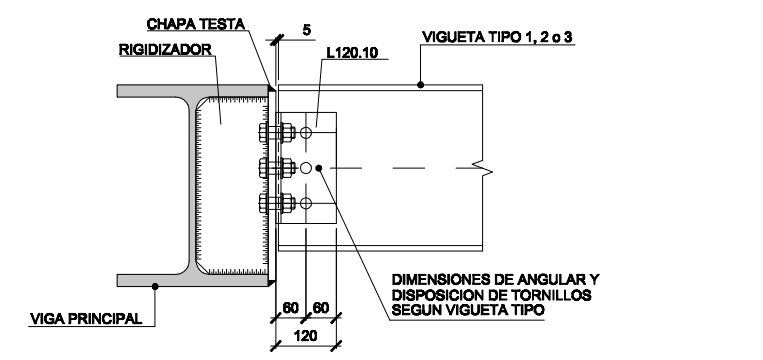 CHAPA TESTA
5
RIGIDIZADOR
L120.10
VIGUETA TIPO 1, 2 o 3
DIMENSIONES DE ANGULAR Y
DISPOSICION DE TORNILLOS
SEGUN VIGUETA TIPO
60 60
VIGA PRINCIPAL
120